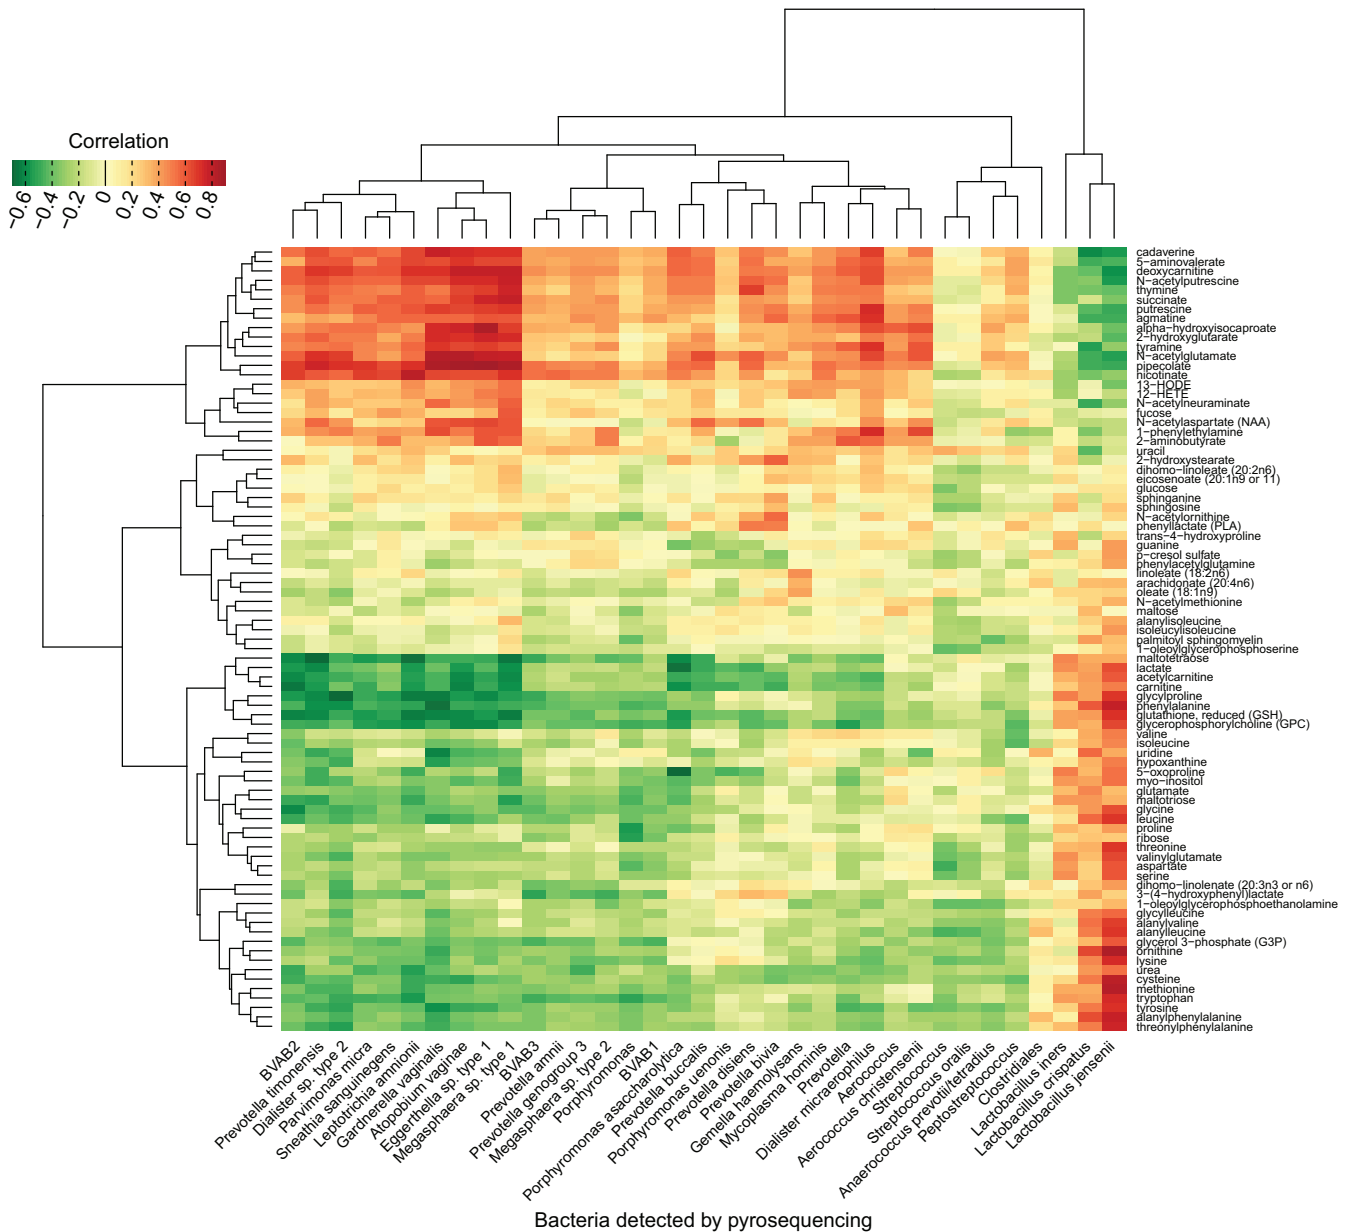 Correlation
−0.6
−0.4
−0.2
0
0.2
0.4
0.6
0.8
cadaverine
5−aminovalerate
deoxycarnitine
N−acetylputrescine
thymine
succinate
putrescine
agmatine
alpha−hydroxyisocaproate
2−hydroxyglutarate
tyramine
N−acetylglutamate
pipecolate
nicotinate
13−HODE
12−HETE
N−acetylneuraminate
fucose
N−acetylaspartate (NAA)
1−phenylethylamine
2−aminobutyrate
uracil
2−hydroxystearate
dihomo−linoleate (20:2n6)
eicosenoate (20:1n9 or 11)
glucose
sphinganine
sphingosine
N−acetylornithine
phenyllactate (PLA)
trans−4−hydroxyproline
guanine
p−cresol sulfate
phenylacetylglutamine
linoleate (18:2n6)
arachidonate (20:4n6)
oleate (18:1n9)
N−acetylmethionine
maltose
alanylisoleucine
isoleucylisoleucine
palmitoyl sphingomyelin
1−oleoylglycerophosphoserine
maltotetraose
lactate
acetylcarnitine
carnitine
glycylproline
phenylalanine
glutathione, reduced (GSH)
glycerophosphorylcholine (GPC)
valine
isoleucine
uridine
hypoxanthine
5−oxoproline
myo−inositol
glutamate
maltotriose
glycine
leucine
proline
ribose
threonine
valinylglutamate
aspartate
serine
dihomo−linolenate (20:3n3 or n6)
3−(4−hydroxyphenyl)lactate
1−oleoylglycerophosphoethanolamine
glycylleucine
alanylvaline
alanylleucine
glycerol 3−phosphate (G3P)
ornithine
lysine
urea
cysteine
methionine
tryptophan
tyrosine
alanylphenylalanine
threonylphenylalanine
BVAB2
Prevotella timonensis
Dialister sp. type 2
Parvimonas micra
Sneathia sanguinegens
Leptotrichia amnionii
Gardnerella vaginalis
Atopobium vaginae
Eggerthella sp. type 1
Megasphaera sp. type 1
BVAB3
Prevotella amnii
Prevotella genogroup 3
Megasphaera sp. type 2
Porphyromonas
BVAB1
Porphyromonas asaccharolytica
Prevotella buccalis
Porphyromonas uenonis
Prevotella disiens
Prevotella bivia
Gemella haemolysans
Mycoplasma hominis
Prevotella
Dialister micraerophilus
Aerococcus
Aerococcus christensenii
Streptococcus
Streptococcus oralis
Anaerococcus prevotii/tetradius
Peptostreptococcus
Clostridiales
Lactobacillus iners
Lactobacillus crispatus
Lactobacillus jensenii
Bacteria detected by pyrosequencing